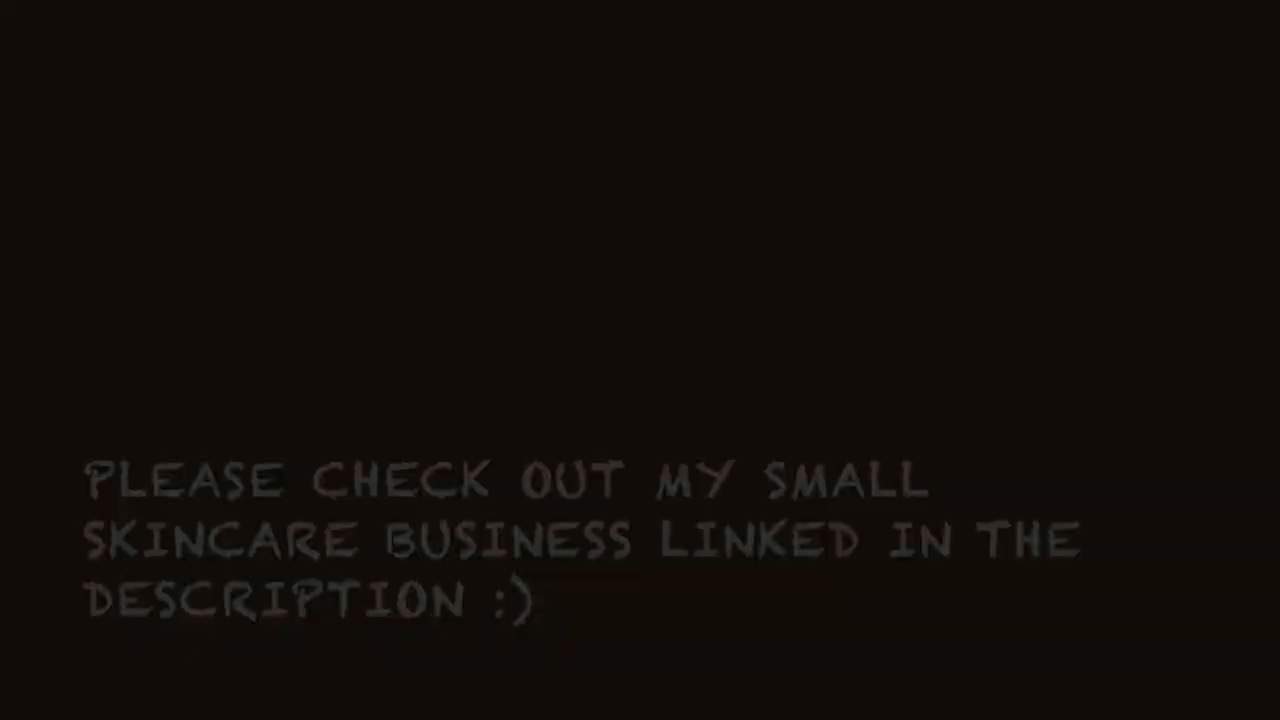 PLEASE CHECK OUT MY SMALL
SKINCARE BUSINESS LINKED IN THE
DESCRIPTION :)